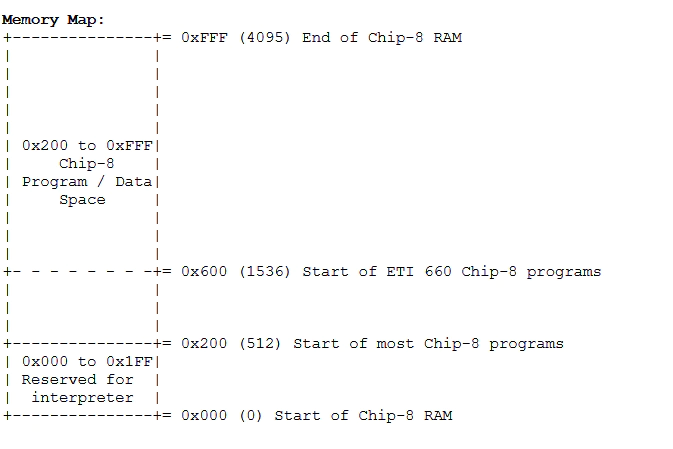 Memory Map:
+---------------+= 0xFFF (4095) End of Chip-8 RAM
|               |
|               |
|               |
|               |
|               |
| 0x200 to 0xFFF|
|     Chip-8    |
| Program / Data|
|     Space     |
|               |
|               |
|               |
+- - - - - - - -+= 0x600 (1536) Start of ETI 660 Chip-8 programs
|               |
|               |
|               |
+---------------+= 0x200 (512) Start of most Chip-8 programs
| 0x000 to 0x1FF|
| Reserved for  |
|  interpreter  |
+---------------+= 0x000 (0) Start of Chip-8 RAM